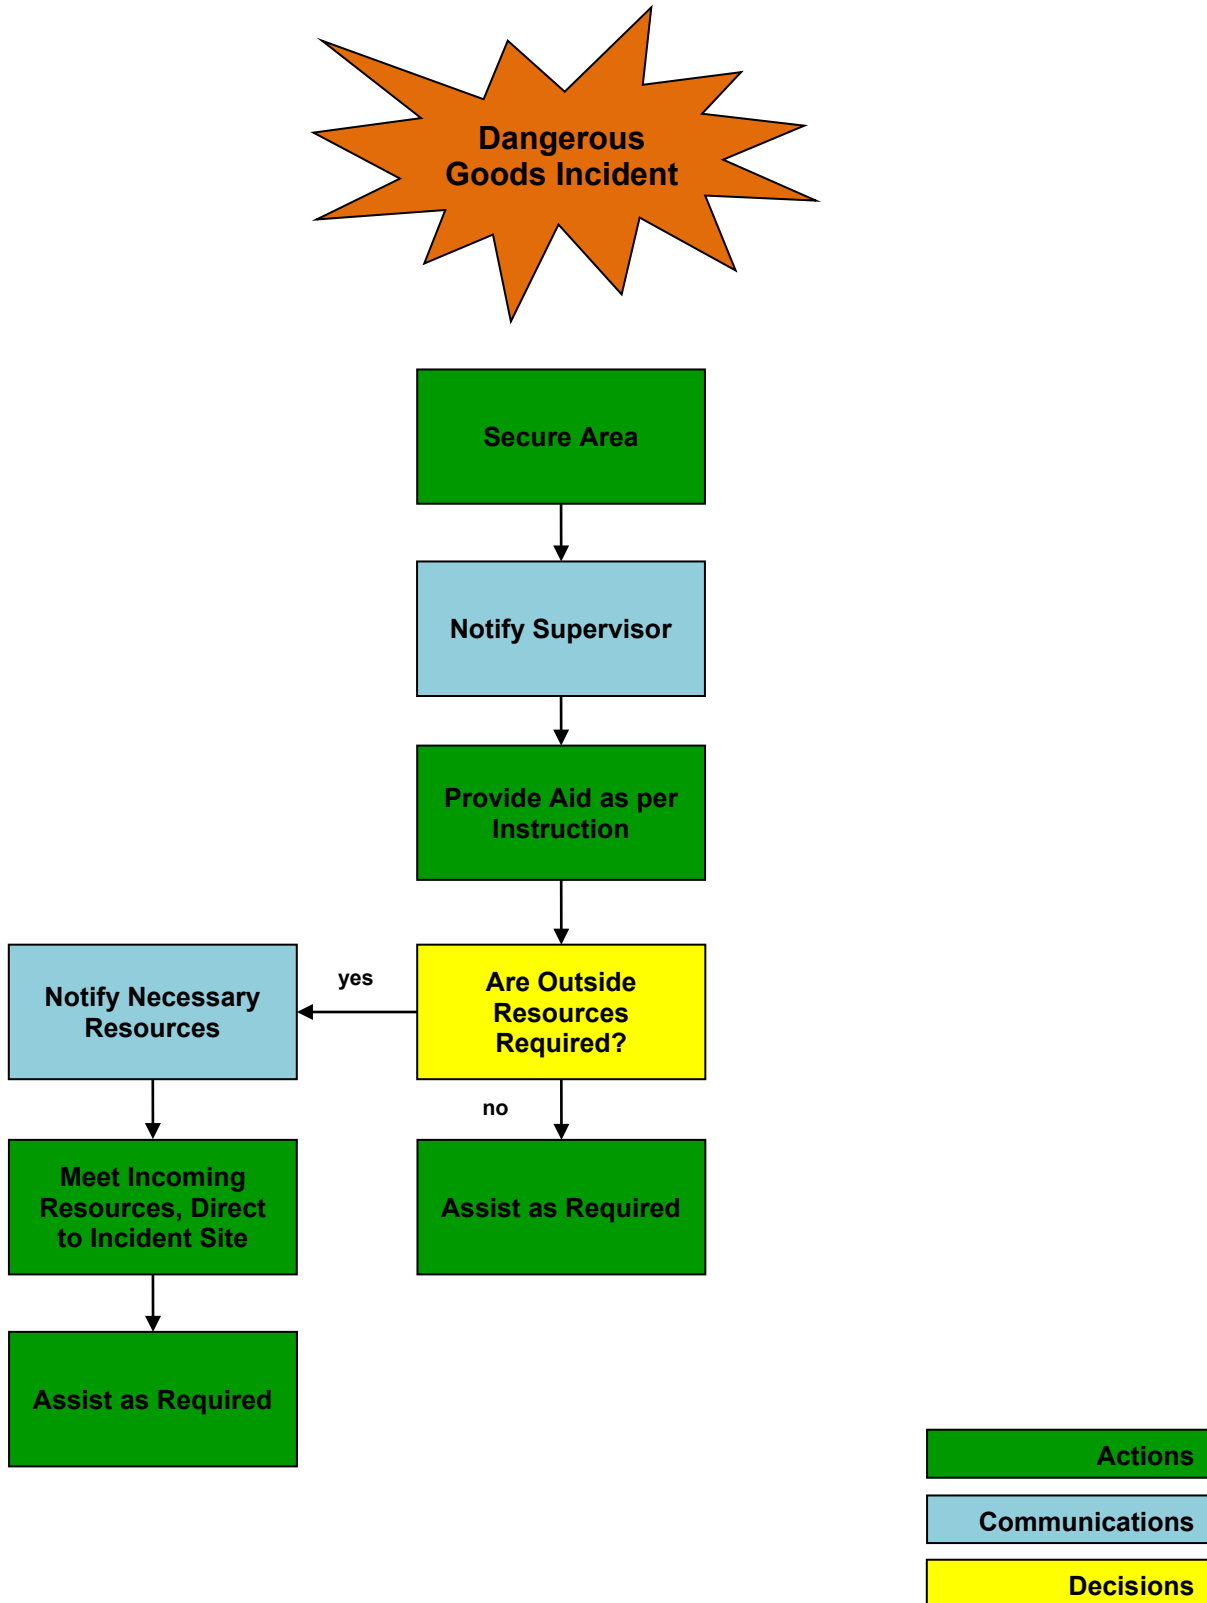 Dangerous
Goods Incident
Secure Area
Notify Supervisor
Provide Aid as per
Instruction
Notify Necessary
Resources
yes
Are Outside
Resources
Required?
no
Meet Incoming
Resources, Direct
to Incident Site
Assist as Required
Assist as Required
Actions
Communications
Decisions